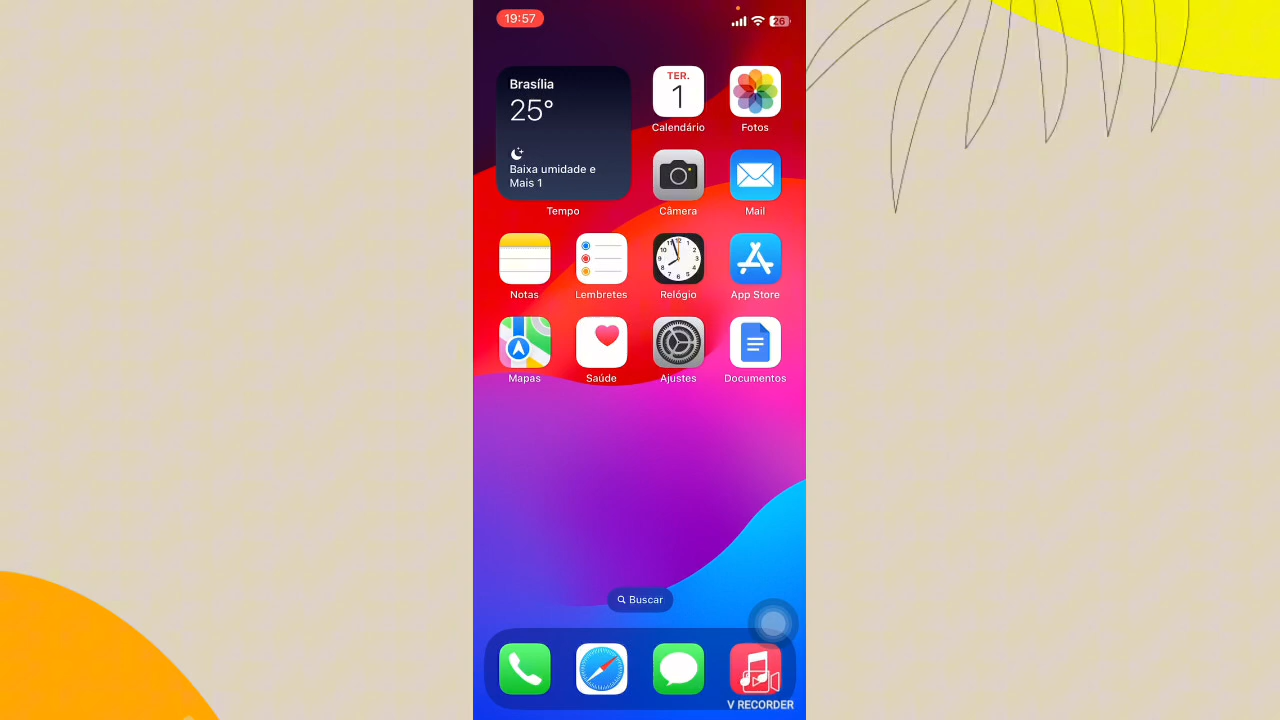 19:57
26
Brasília
25°
Baixa umidade e
Mais 1
Tempo
TER.
1
Calendário
Fotos
Câmera
Mail
Notas
Lembretes
Relógio
App Store
Mapas
Saúde
Ajustes
Documentos
Buscar
V RECORDER